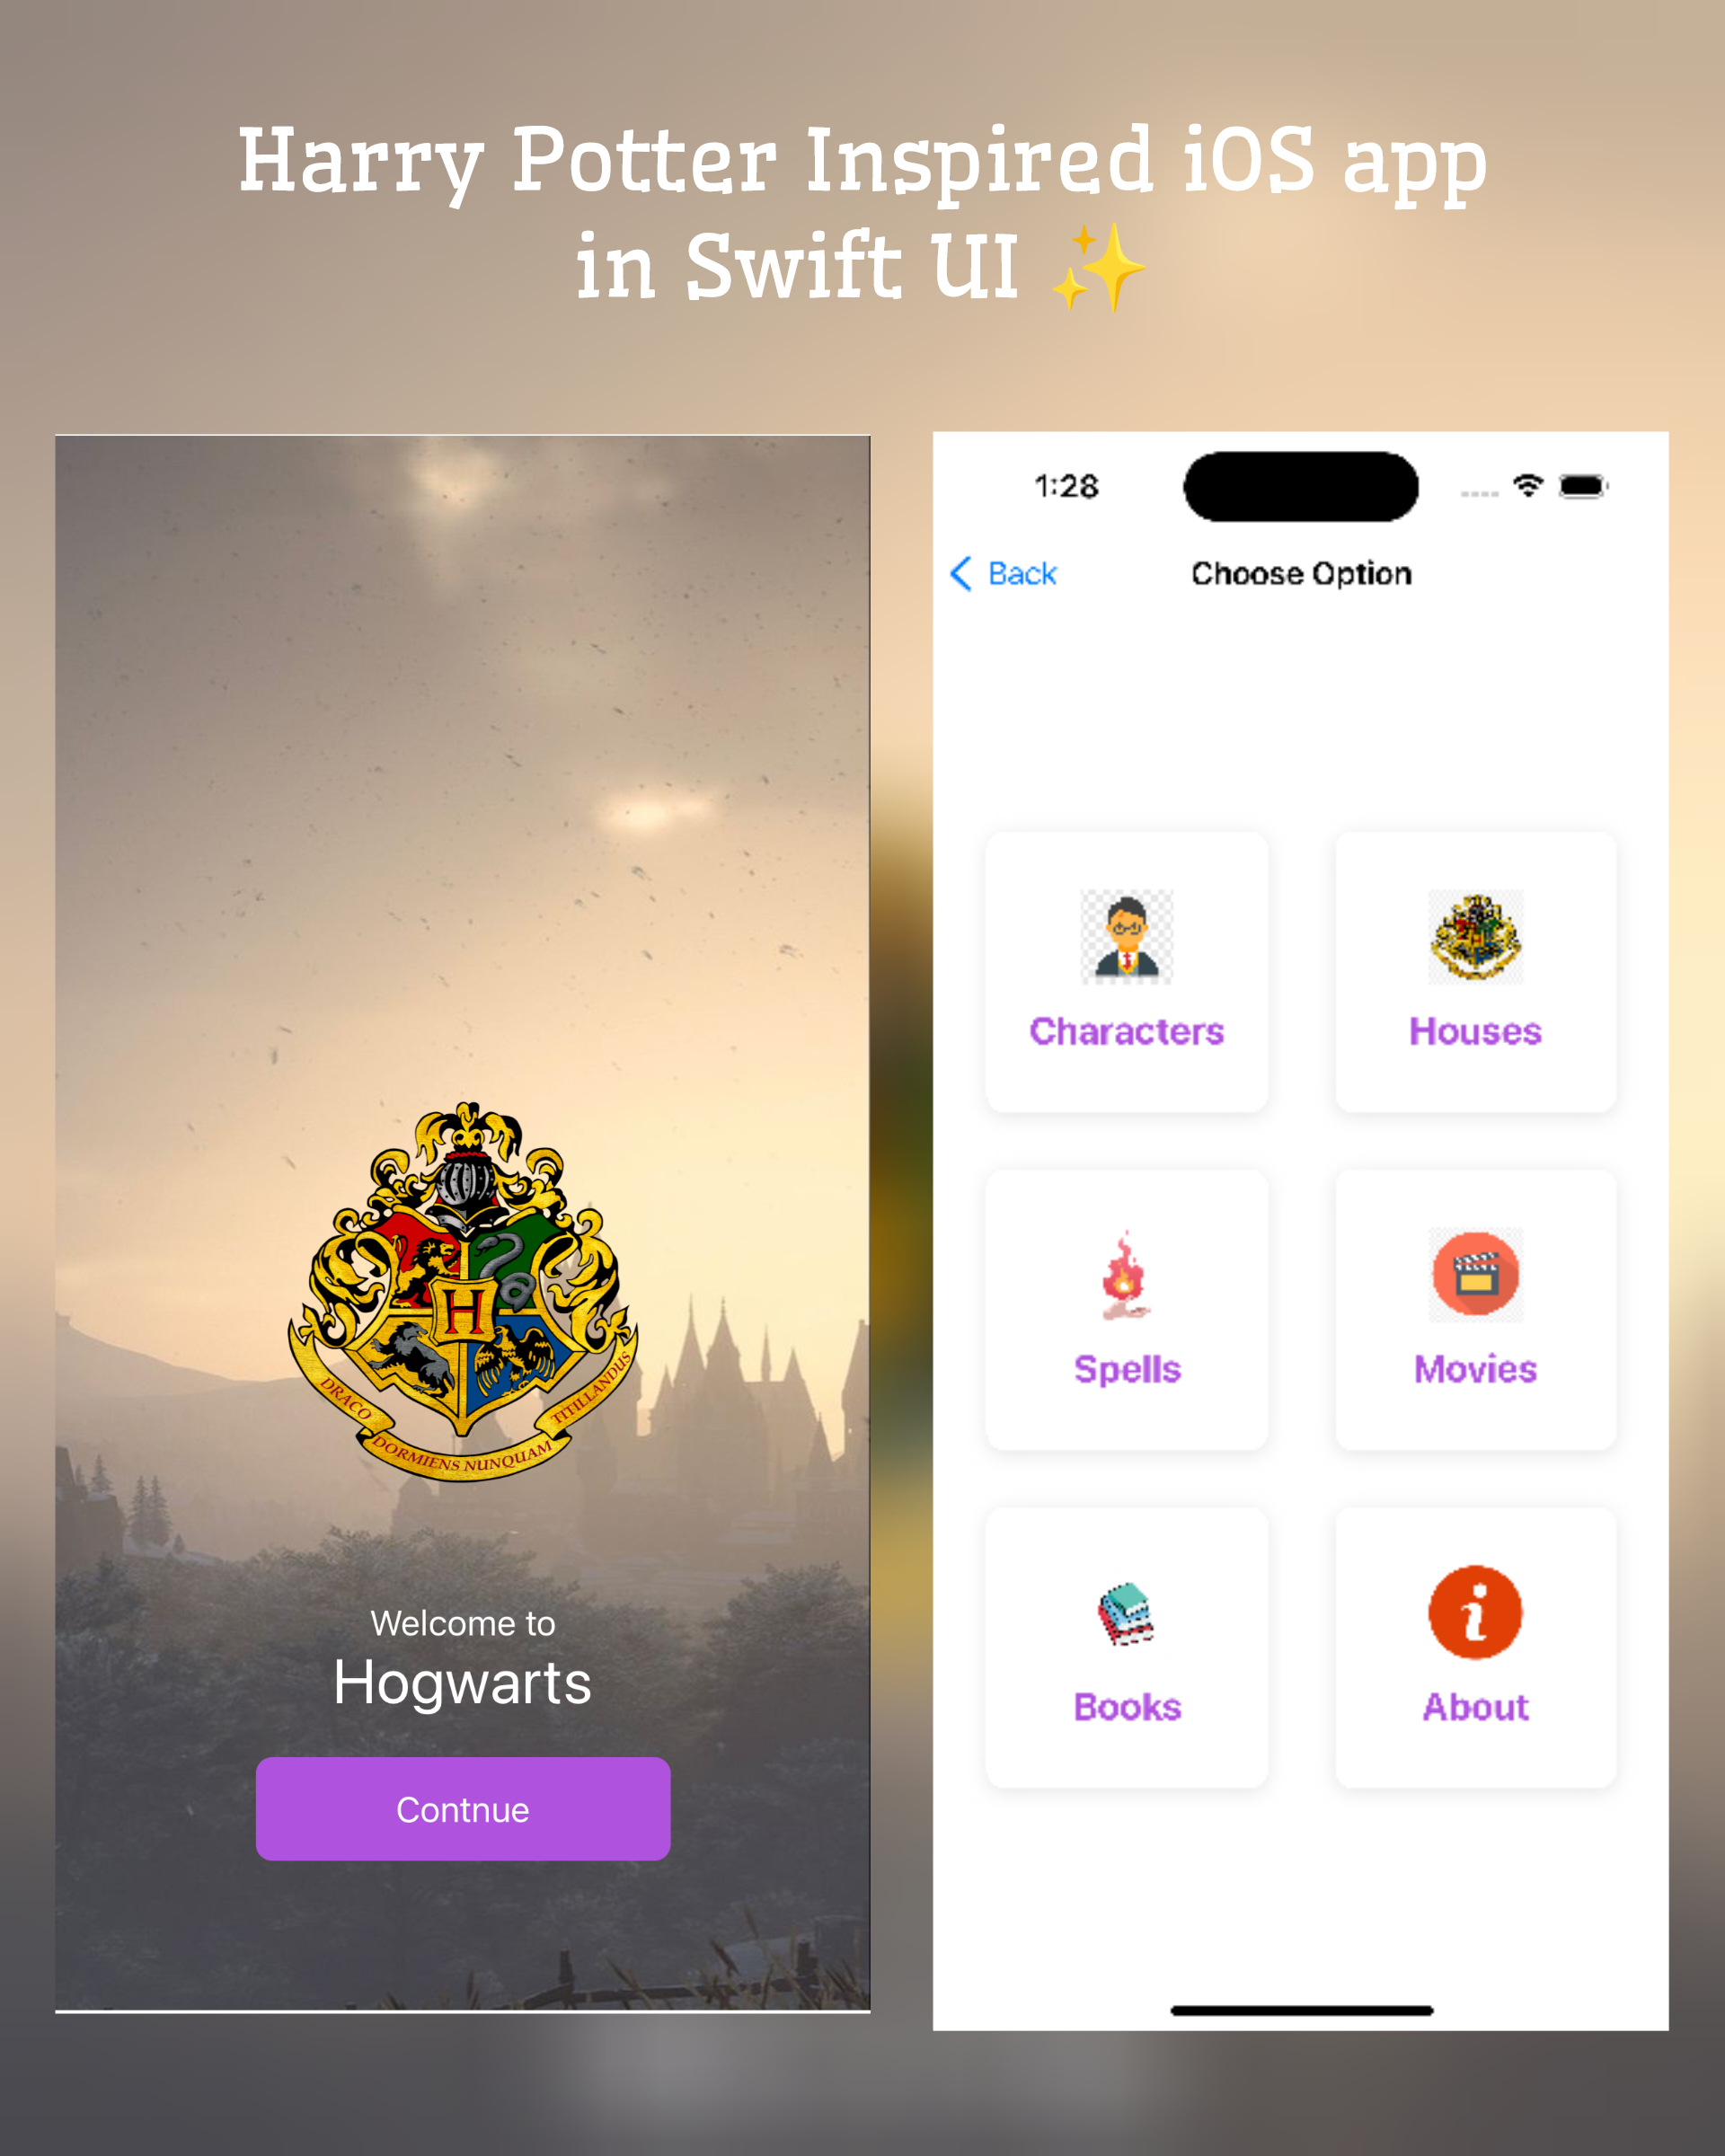 Harry Potter Inspired iOS app
in Swift UI ✨
H
DRACO
DORMIENS NUNQUAM
TITILLANDUS
Welcome to
Hogwarts
Contnue
1:28
Back
Choose Option
Characters
Houses
Spells
Movies
Books
About